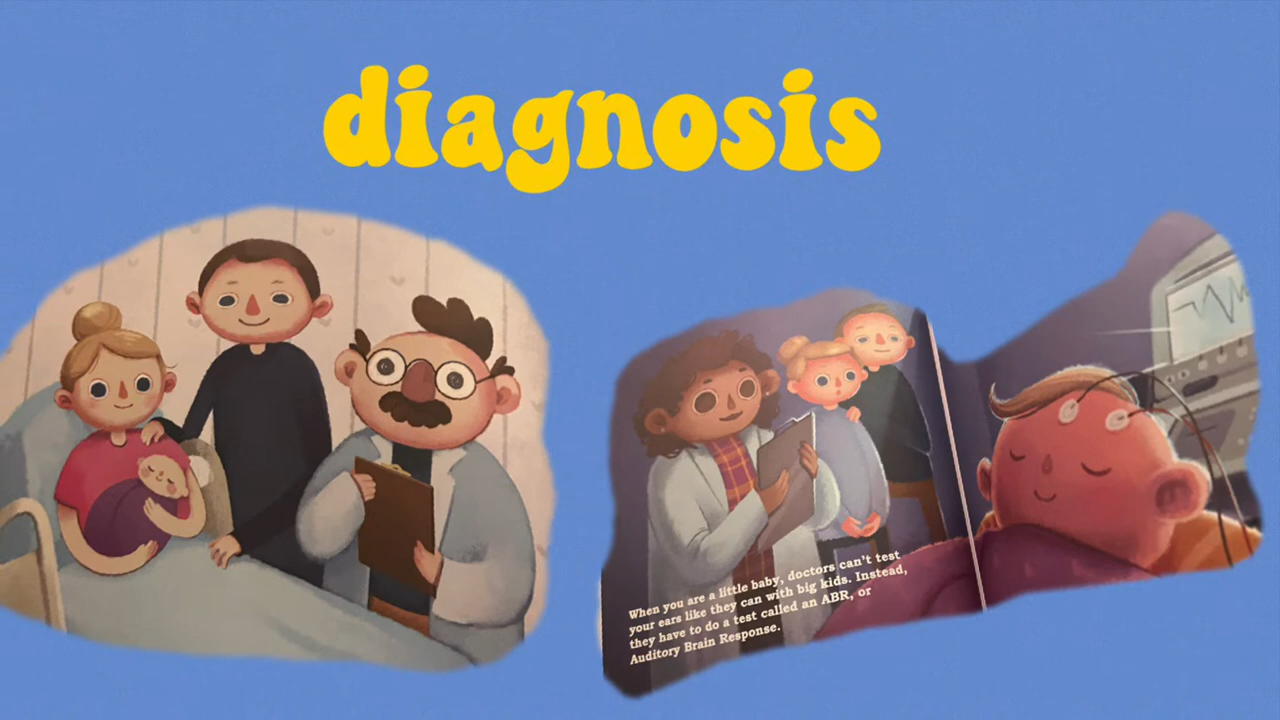 diagnosis
When you are a little baby, doctors can't test
your ears like they can with big kids. Instead,
they have to do a test called an ABR, or
Auditory Brain Response.